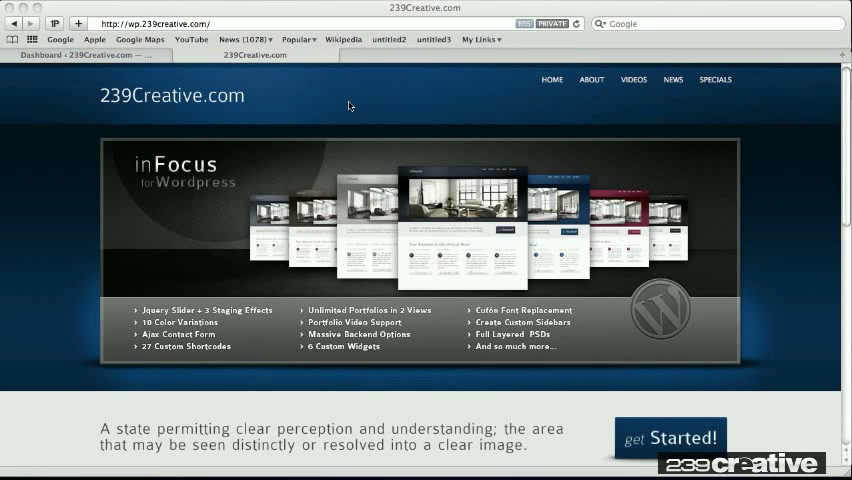 239Creative.com
1P
http://wp.239creative.com/
RSS PRIVATE
Google
Google Apple Google Maps YouTube News (1078) Popular Wikipedia untitled2 untitled3 My Links
Dashboard ‹ 239Creative.com — ...
239Creative.com
239Creative.com
HOME ABOUT VIDEOS NEWS SPECIALS
inFocus
for Wordpress
Jquery Slider + 3 Staging Effects
10 Color Variations
Ajax Contact Form
27 Custom Shortcodes
Unlimited Portfolios in 2 Views
Portfolio Video Support
Massive Backend Options
6 Custom Widgets
Cufón Font Replacement
Create Custom Sidebars
Full Layered PSDs
And so much more...
A state permitting clear perception and understanding; the area
that may be seen distinctly or resolved into a clear image.
get Started!
239creative